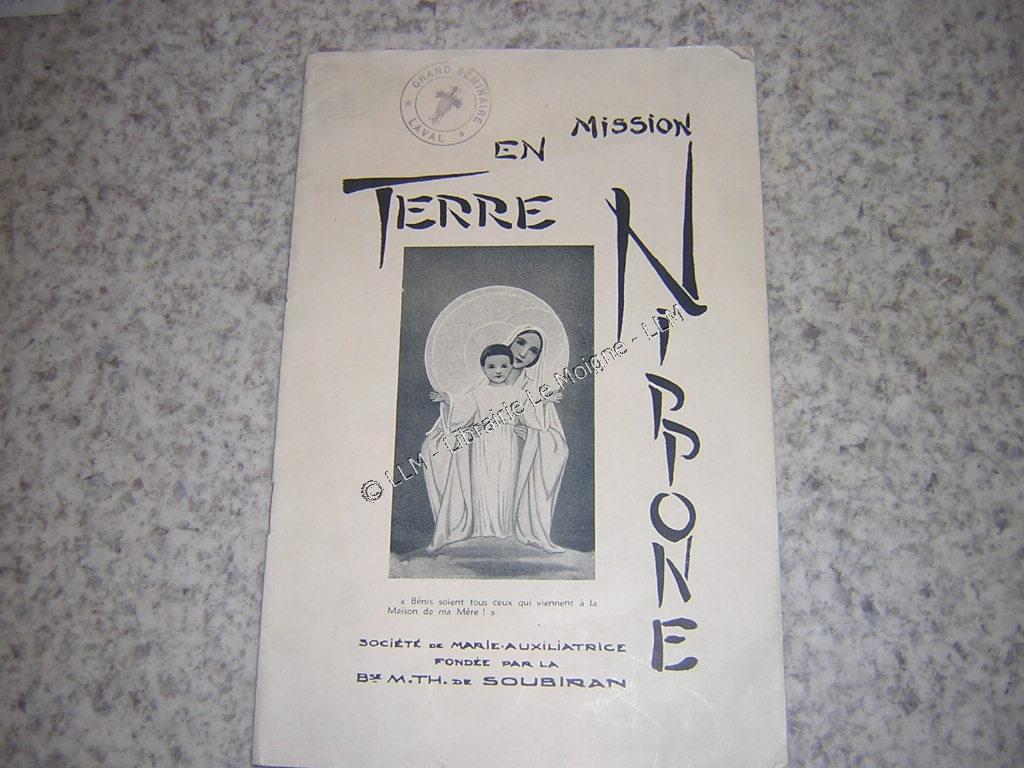 GRAND SÉMINAIRE
★ LAVAL ★
MISSION
EN
TERRE
NIPPONE
© LLM - Librairie Le Moigne - LLM
« Bénis soient tous ceux qui viennent à la
Maison de ma Mère ! »
SOCIÉTÉ DE MARIE-AUXILIATRICE
FONDÉE PAR LA
Bse M.TH. DE SOUBIRAN